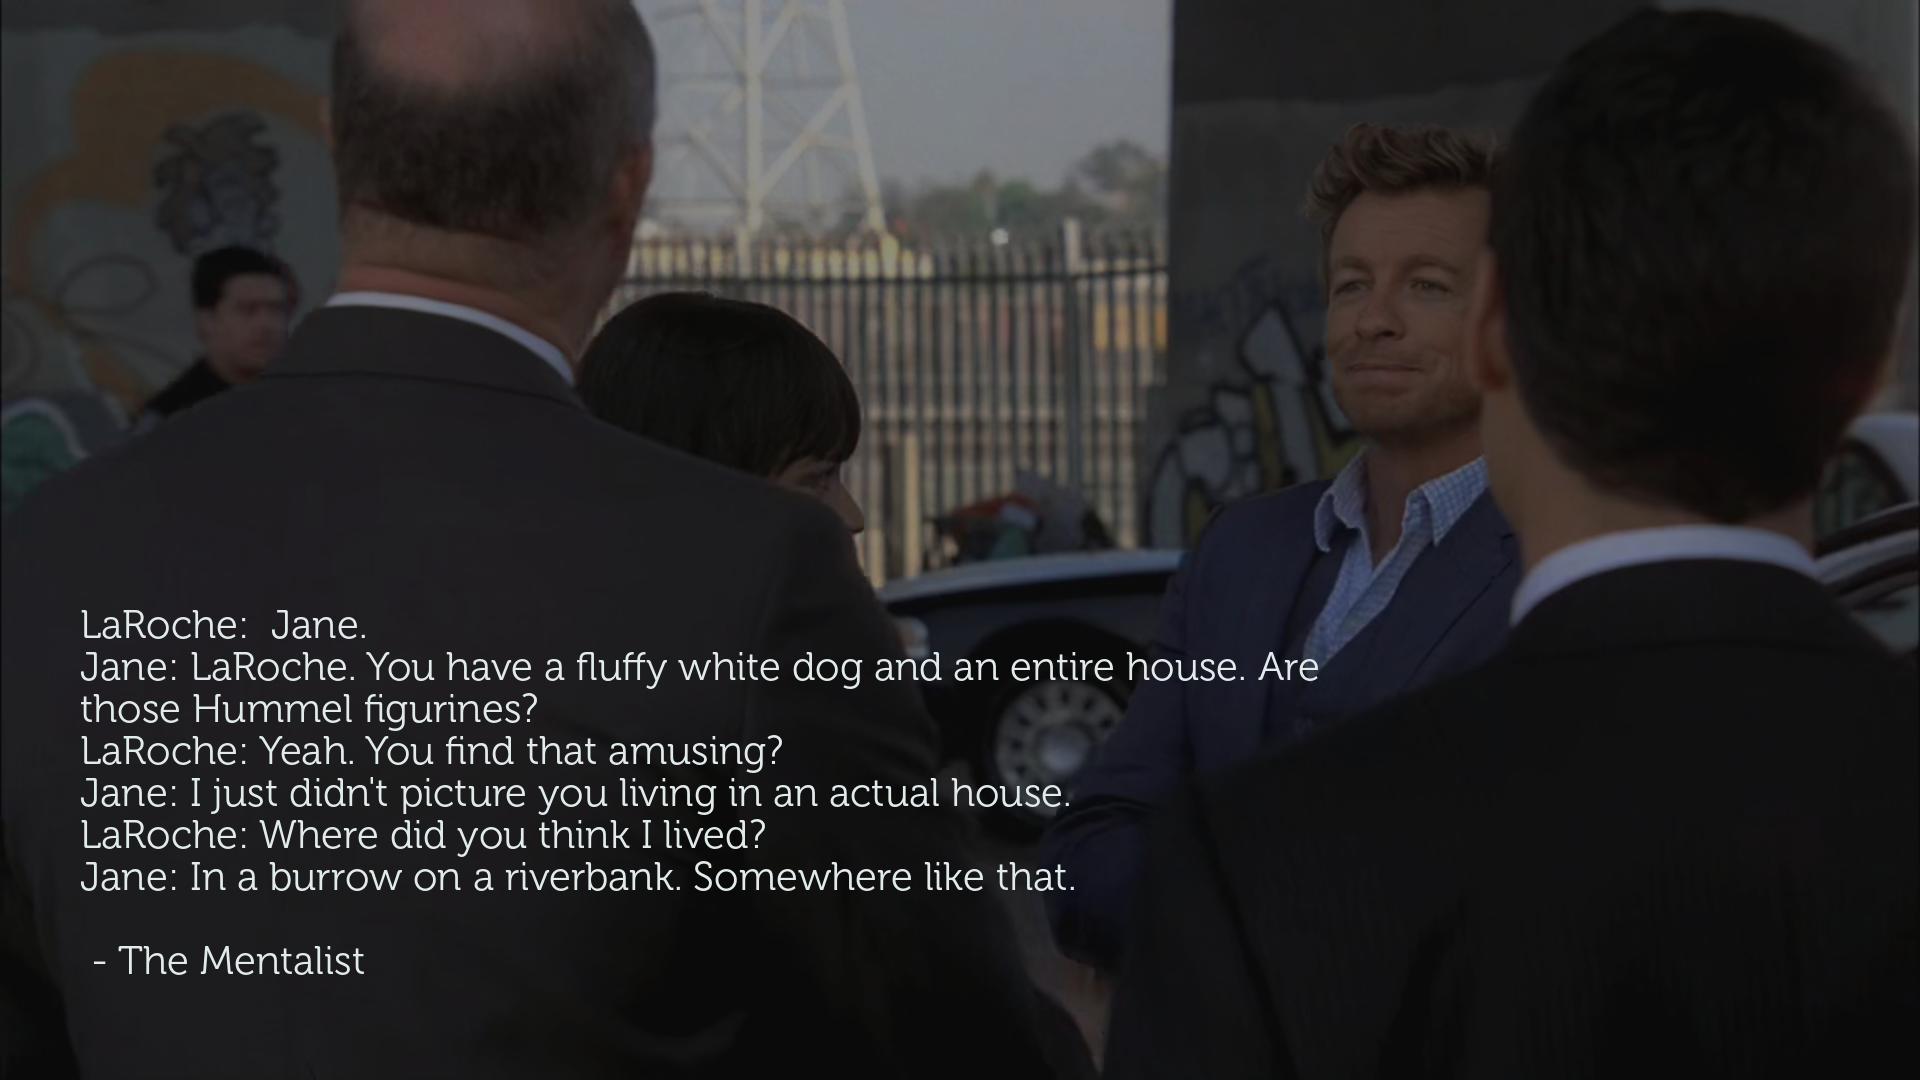 LaRoche:  Jane.
Jane: LaRoche. You have a fluffy white dog and an entire house. Are
those Hummel figurines?
LaRoche: Yeah. You find that amusing?
Jane: I just didn't picture you living in an actual house.
LaRoche: Where did you think I lived?
Jane: In a burrow on a riverbank. Somewhere like that.
- The Mentalist